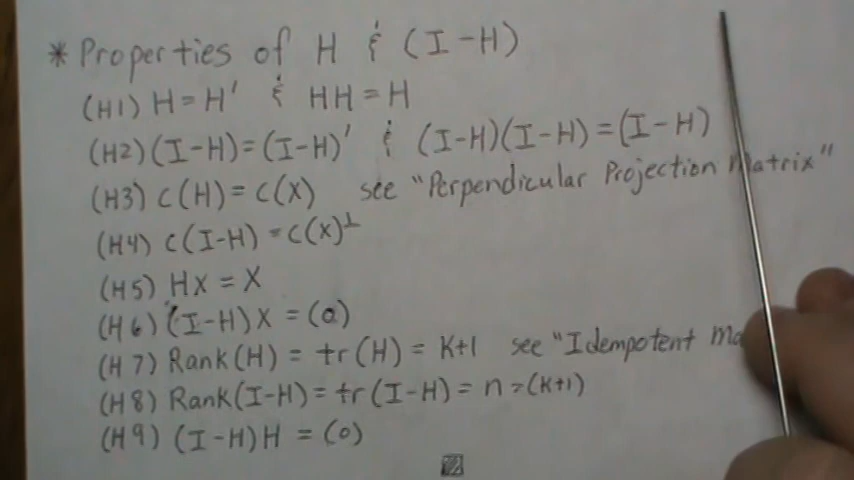 * Properties of H & (I-H)
(H1) H = H' & HH = H
(H2) (I-H) = (I-H)' & (I-H)(I-H) = (I-H)
(H3) C(H) = C(X) see "Perpendicular Projection Matrix"
(H4) C(I-H) = C(X)⊥
(H5) HX = X
(H6) (I-H)X = (0)
(H7) Rank(H) = tr(H) = K+1 see "Idempotent
(H8) Rank(I-H) = tr(I-H) = n-(K+1)
(H9) (I-H)H = (0)